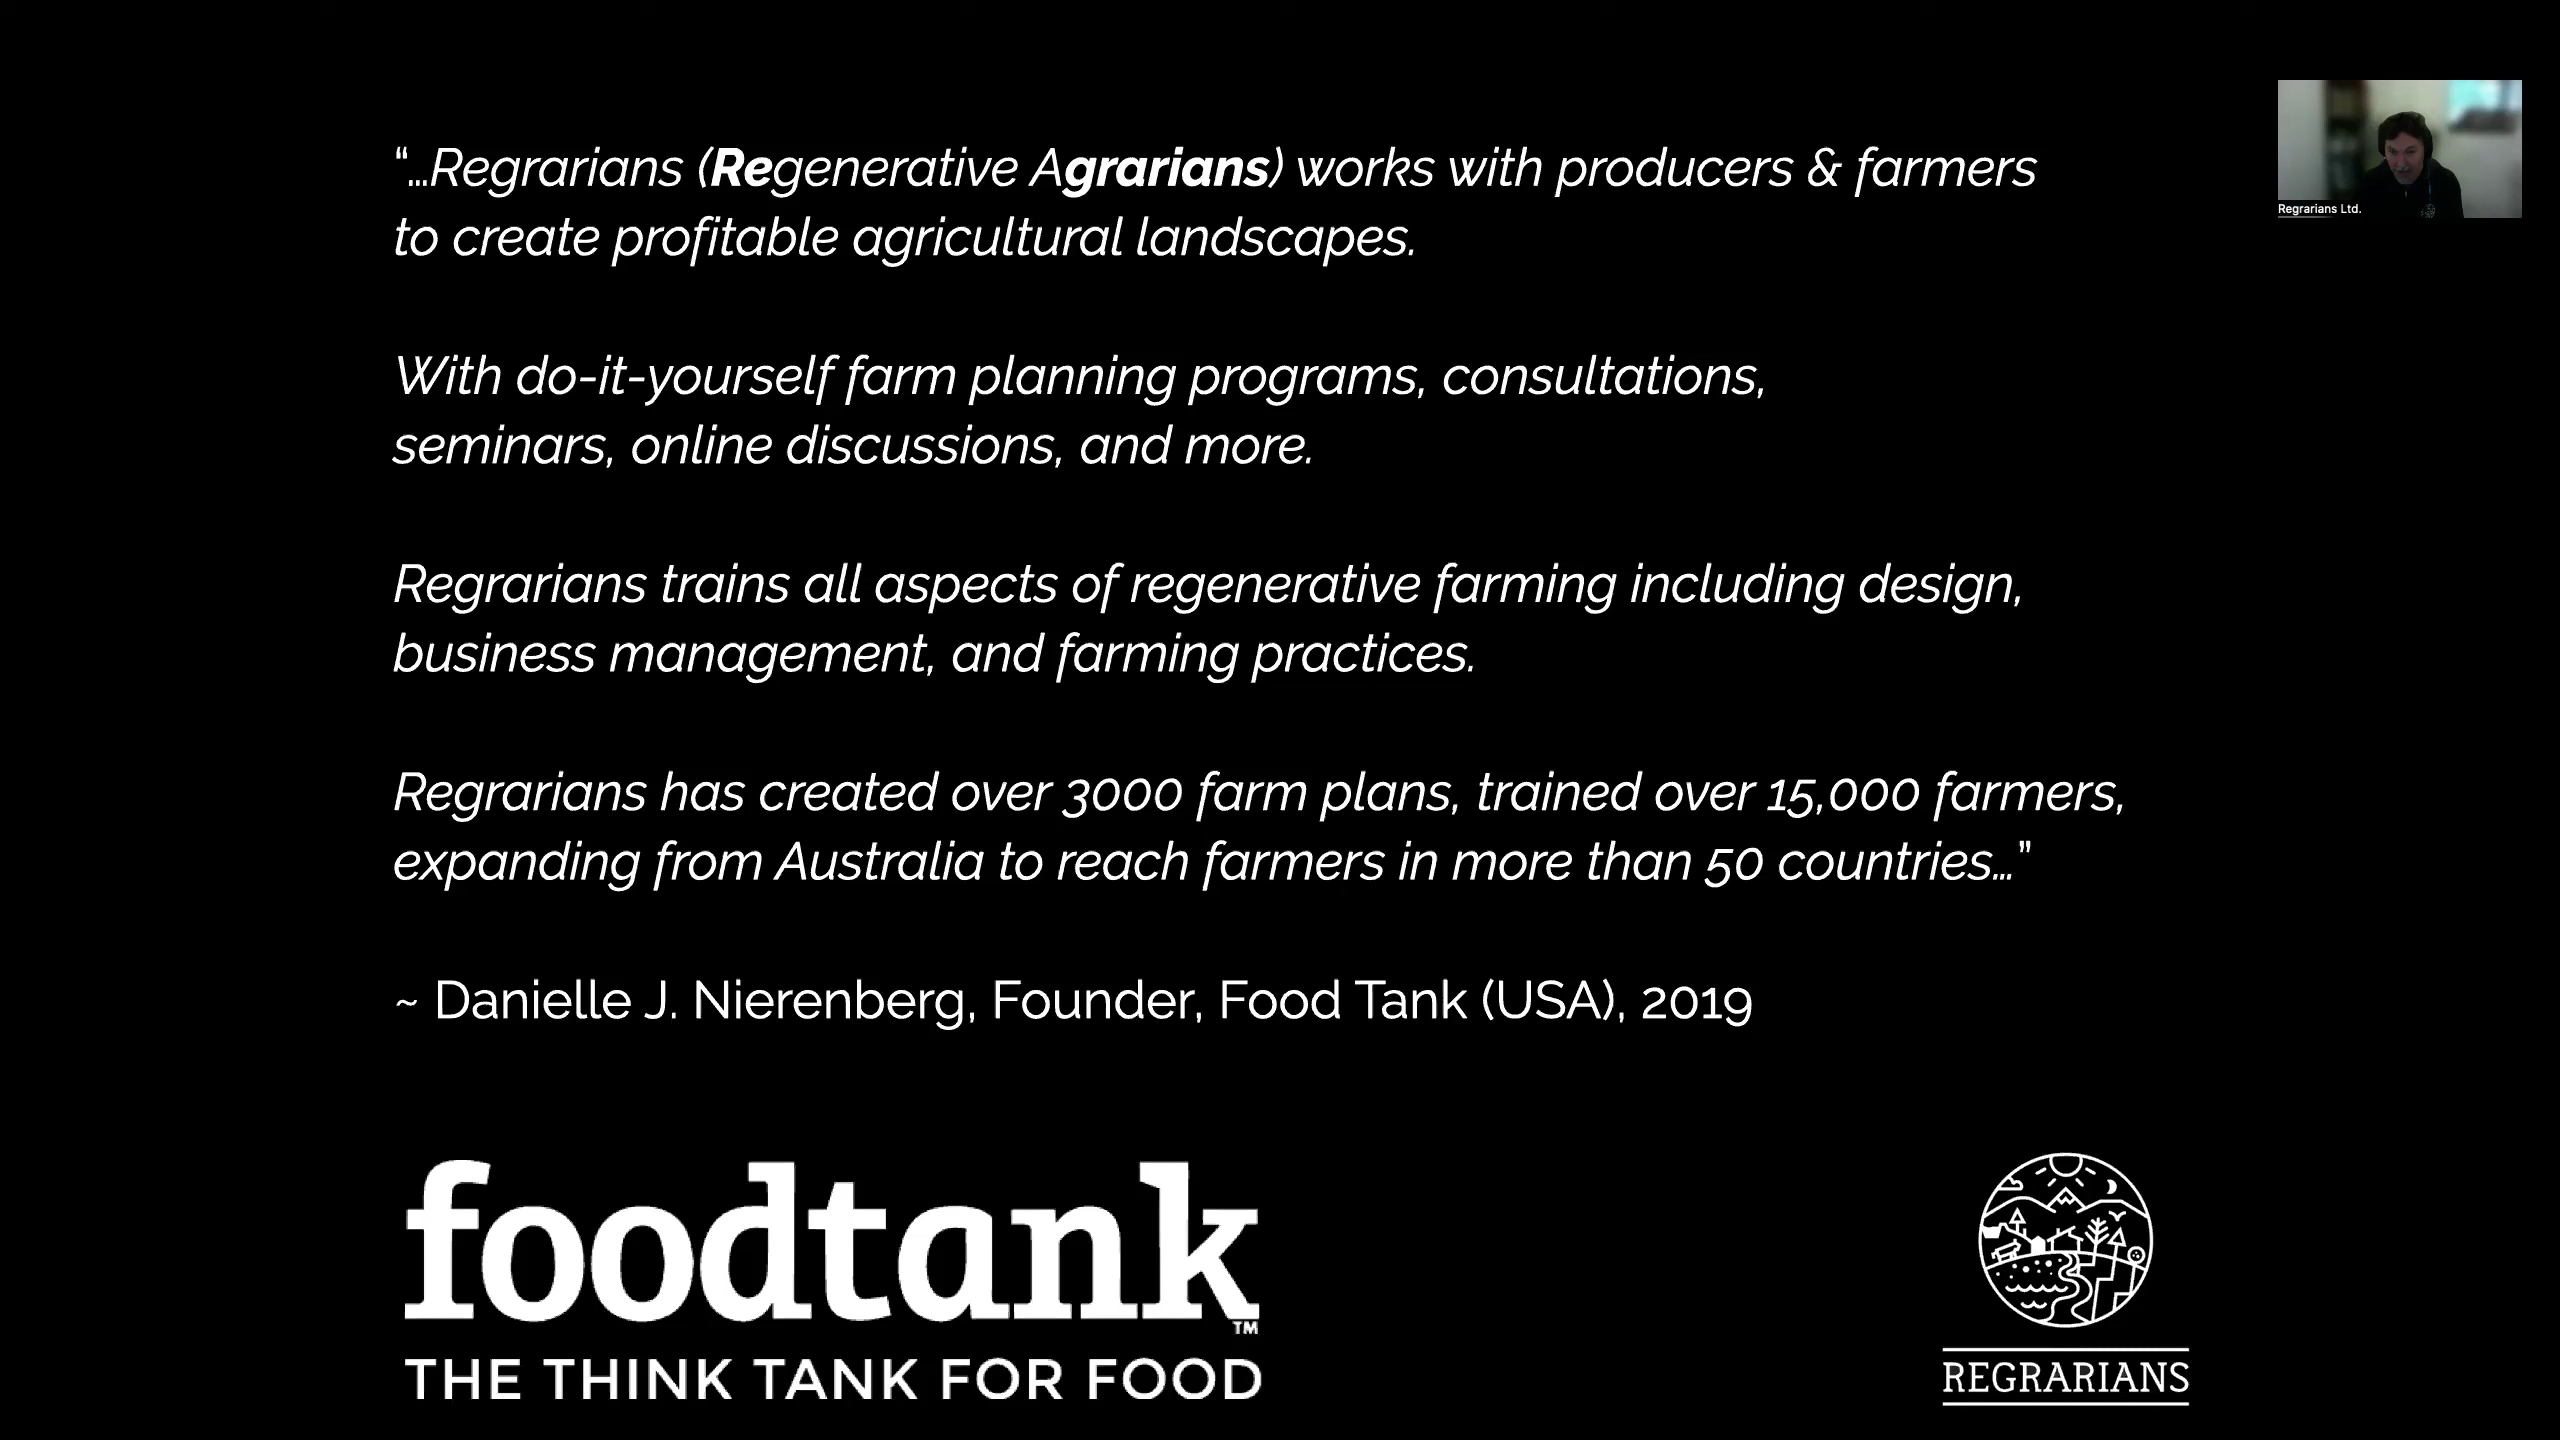 “…Regrarians (Regenerative Agrarians) works with producers & farmers
to create profitable agricultural landscapes.
With do-it-yourself farm planning programs, consultations,
seminars, online discussions, and more.
Regrarians trains all aspects of regenerative farming including design,
business management, and farming practices.
Regrarians has created over 3000 farm plans, trained over 15,000 farmers,
expanding from Australia to reach farmers in more than 50 countries…”
~ Danielle J. Nierenberg, Founder, Food Tank (USA), 2019
Regrarians Ltd.
foodtank™
THE THINK TANK FOR FOOD
REGRARIANS